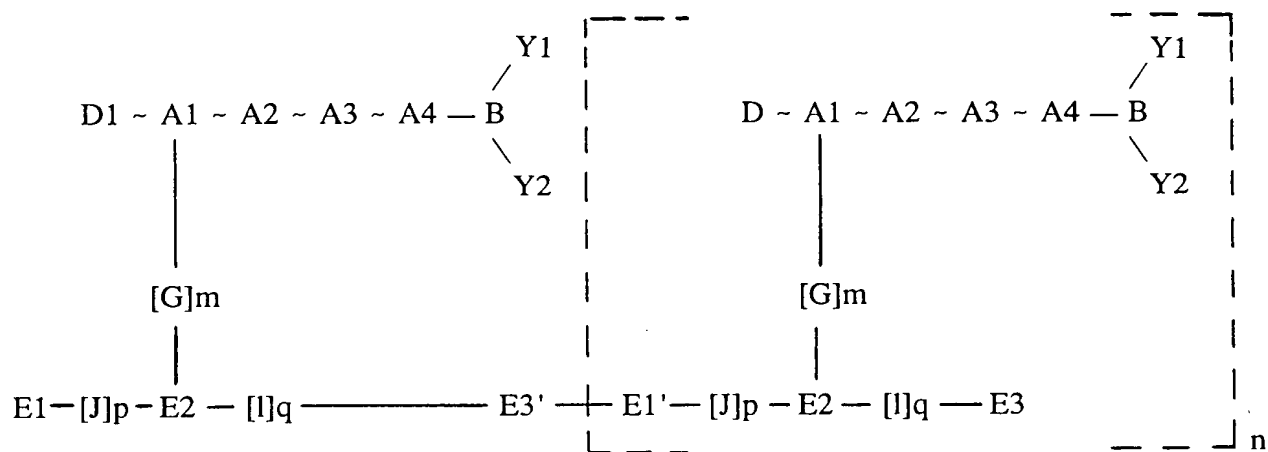 Y1 Y1
D1 ~ A1 ~ A2 ~ A3 ~ A4 — B D ~ A1 ~ A2 ~ A3 ~ A4 — B
Y2 Y2
[G]m [G]m
E1—[J]p—E2—[l]q—E3'—E1'—[J]p—E2—[l]q—E3
n